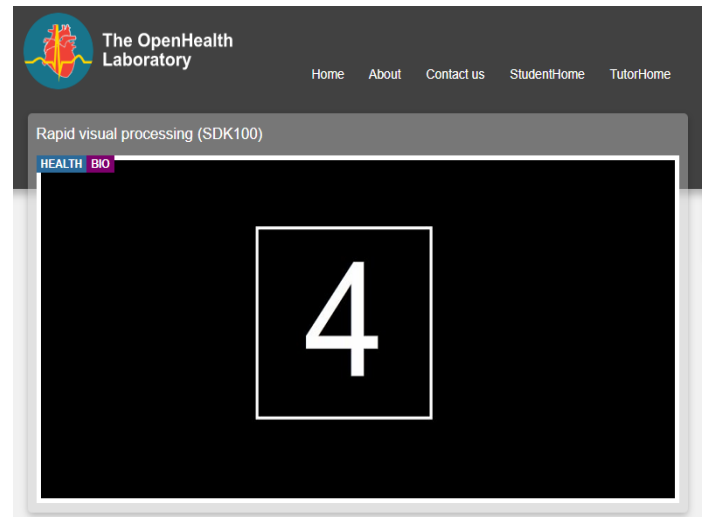 The OpenHealth
Laboratory
Home About Contact us StudentHome TutorHome
Rapid visual processing (SDK100)
HEALTH BIO
4